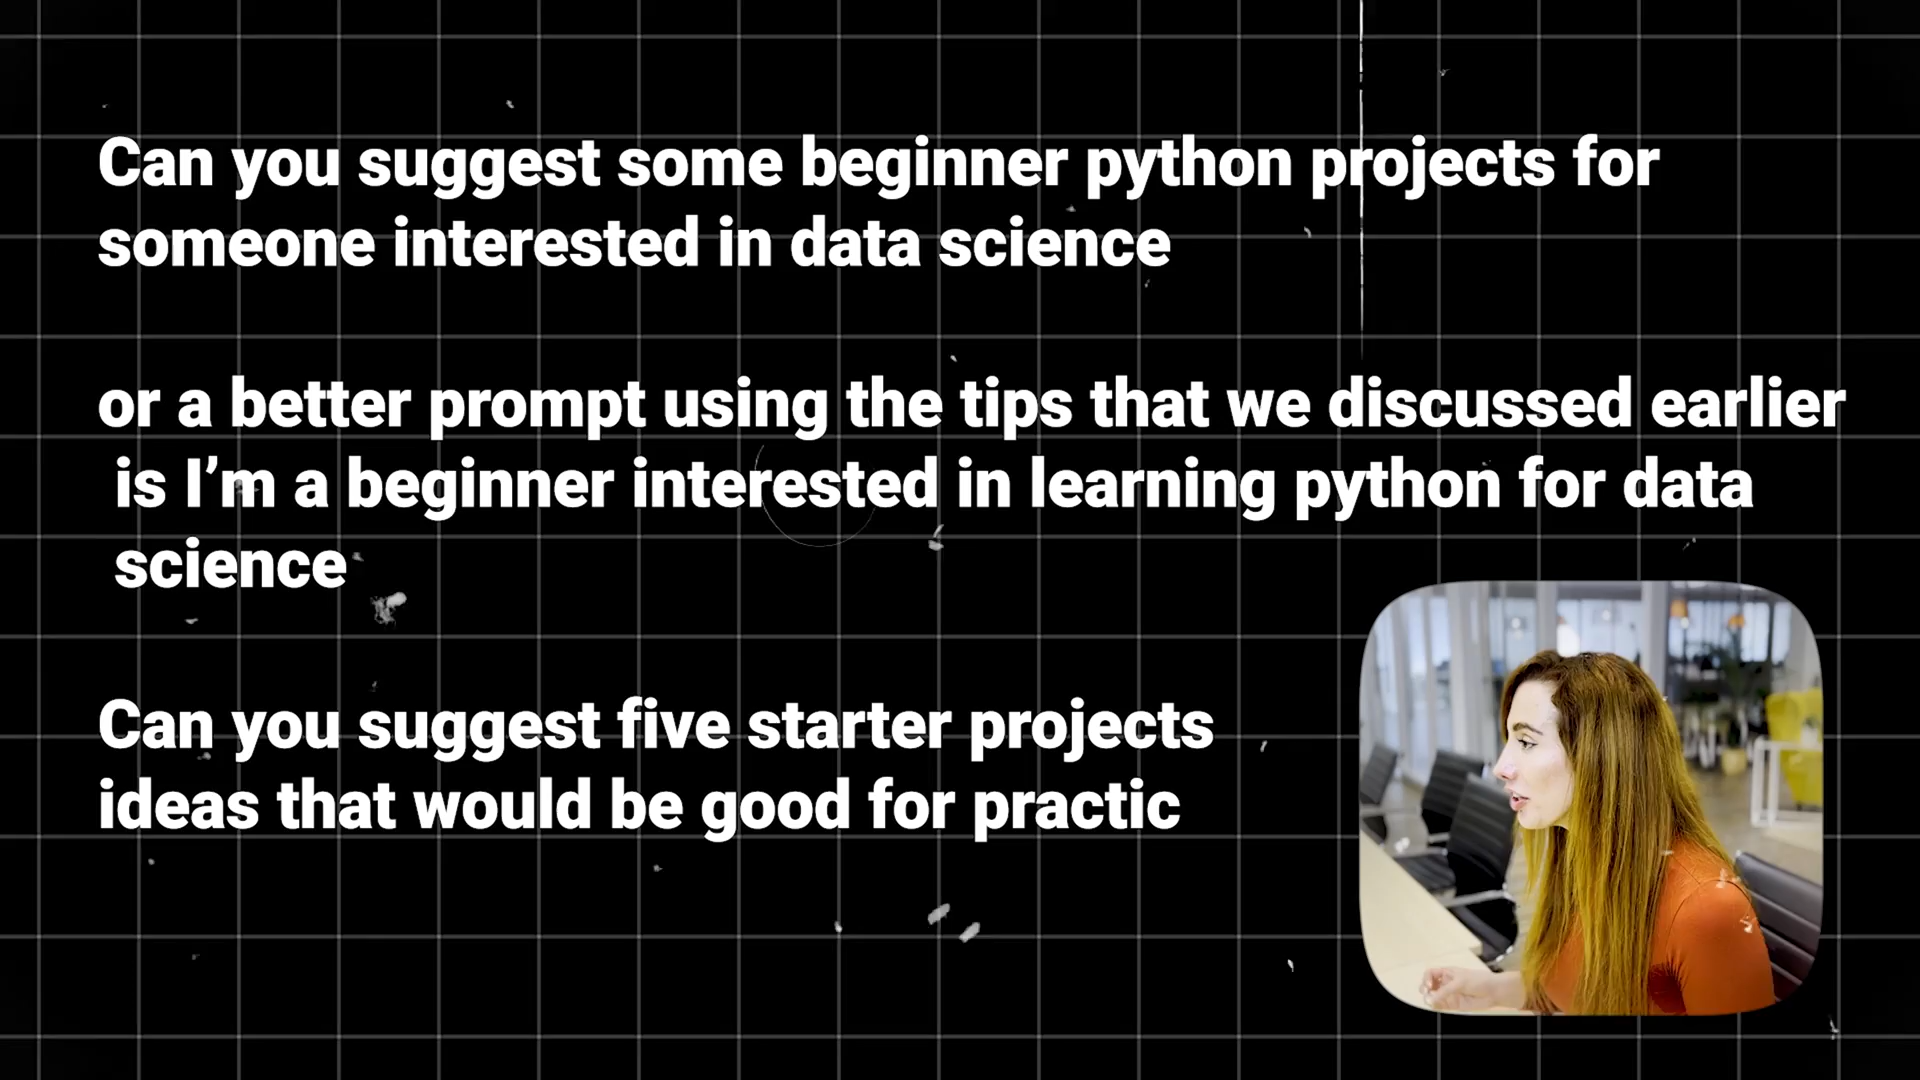 Can you suggest some beginner python projects for
someone interested in data science
or a better prompt using the tips that we discussed earlier
is I’m a beginner interested in learning python for data
science
Can you suggest five starter projects
ideas that would be good for practic